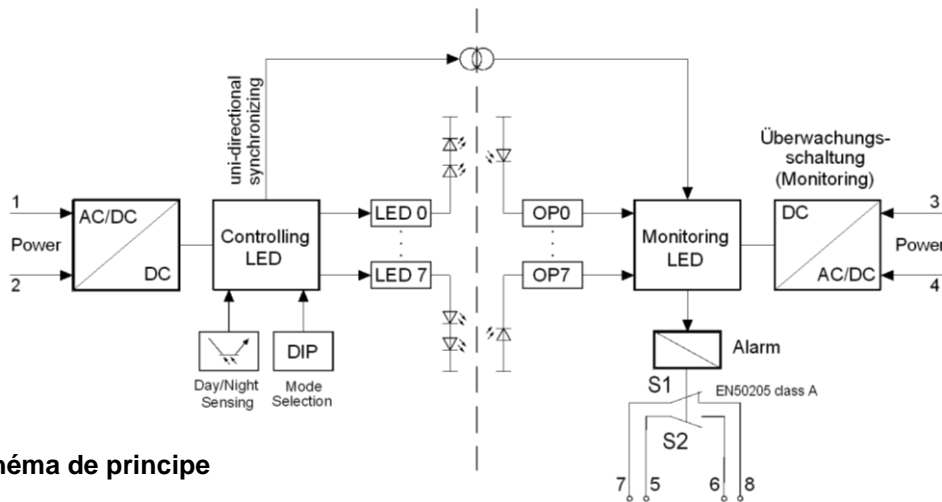 uni-directional
synchronizing
Überwachungs-
schaltung
(Monitoring)
1
Power
2
AC/DC
DC
Controlling
LED
LED 0
LED 7
OP0
OP7
Monitoring
LED
DC
AC/DC
3
Power
4
Day/Night
Sensing
DIP
Mode
Selection
Alarm
S1
EN50205 class A
S2
7 5 6 8
néma de principe